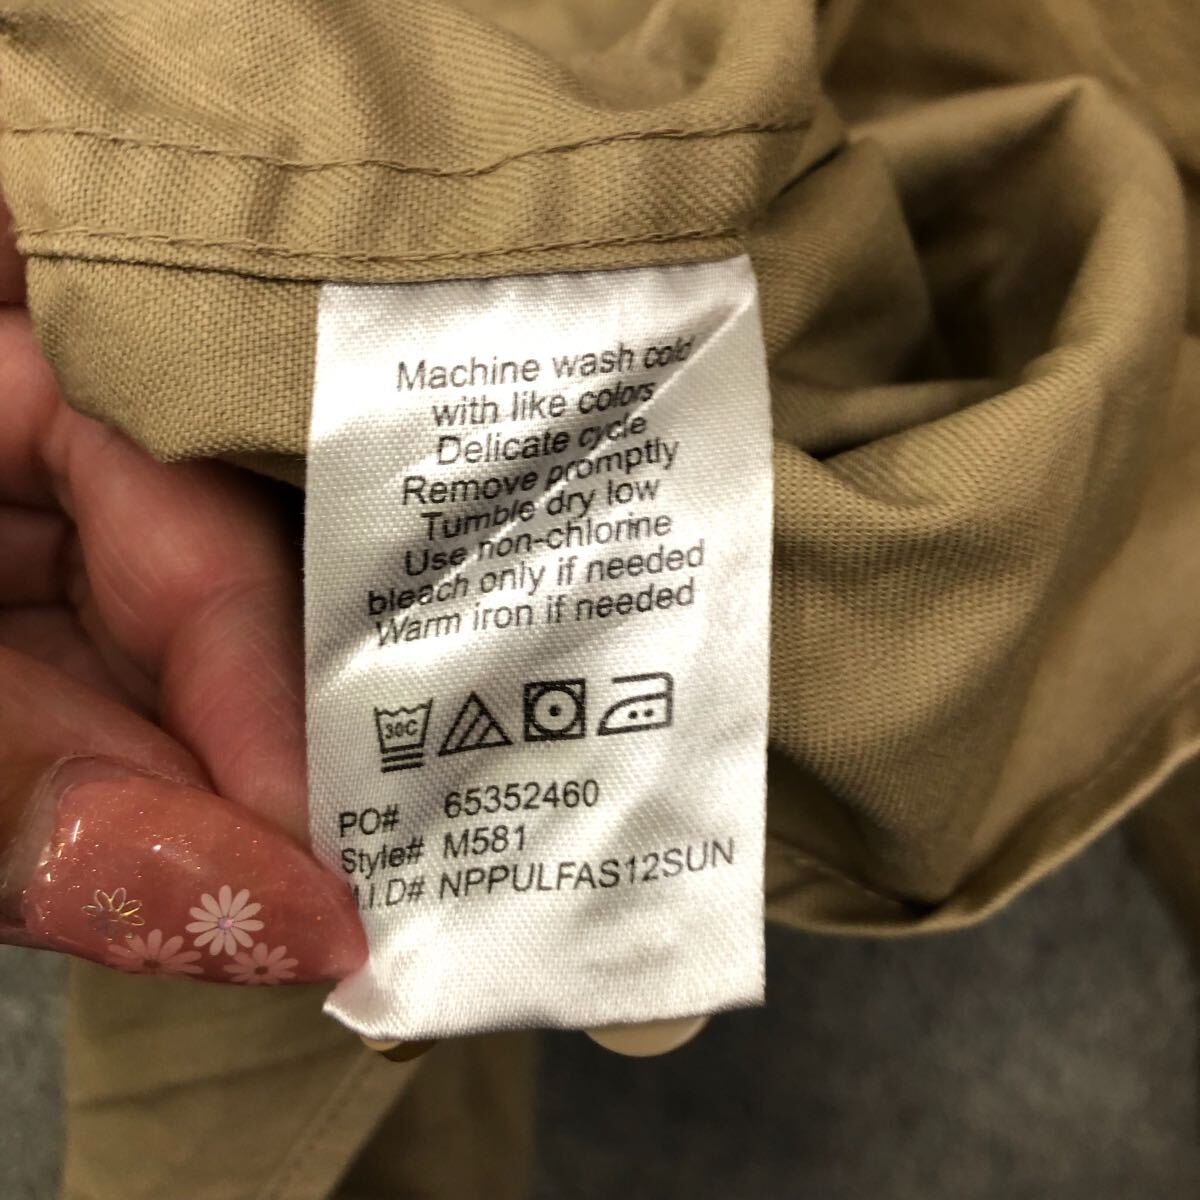 Machine wash cold
with like colors
Delicate cycle
Remove promptly
Tumble dry low
Use non-chlorine
bleach only if needed
Warm iron if needed
30C
PO# 65352460
Style# M581
.I.D# NPPULFAS12SUN